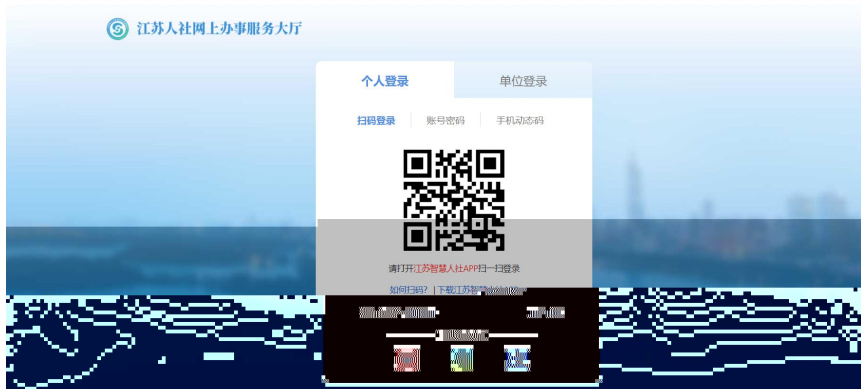 江苏人社网上办事服务大厅
个人登录 单位登录
扫码登录 账号密码 手机动态码
请打开江苏智慧人社APP扫一扫登录
如何扫码? | 下载江苏智慧